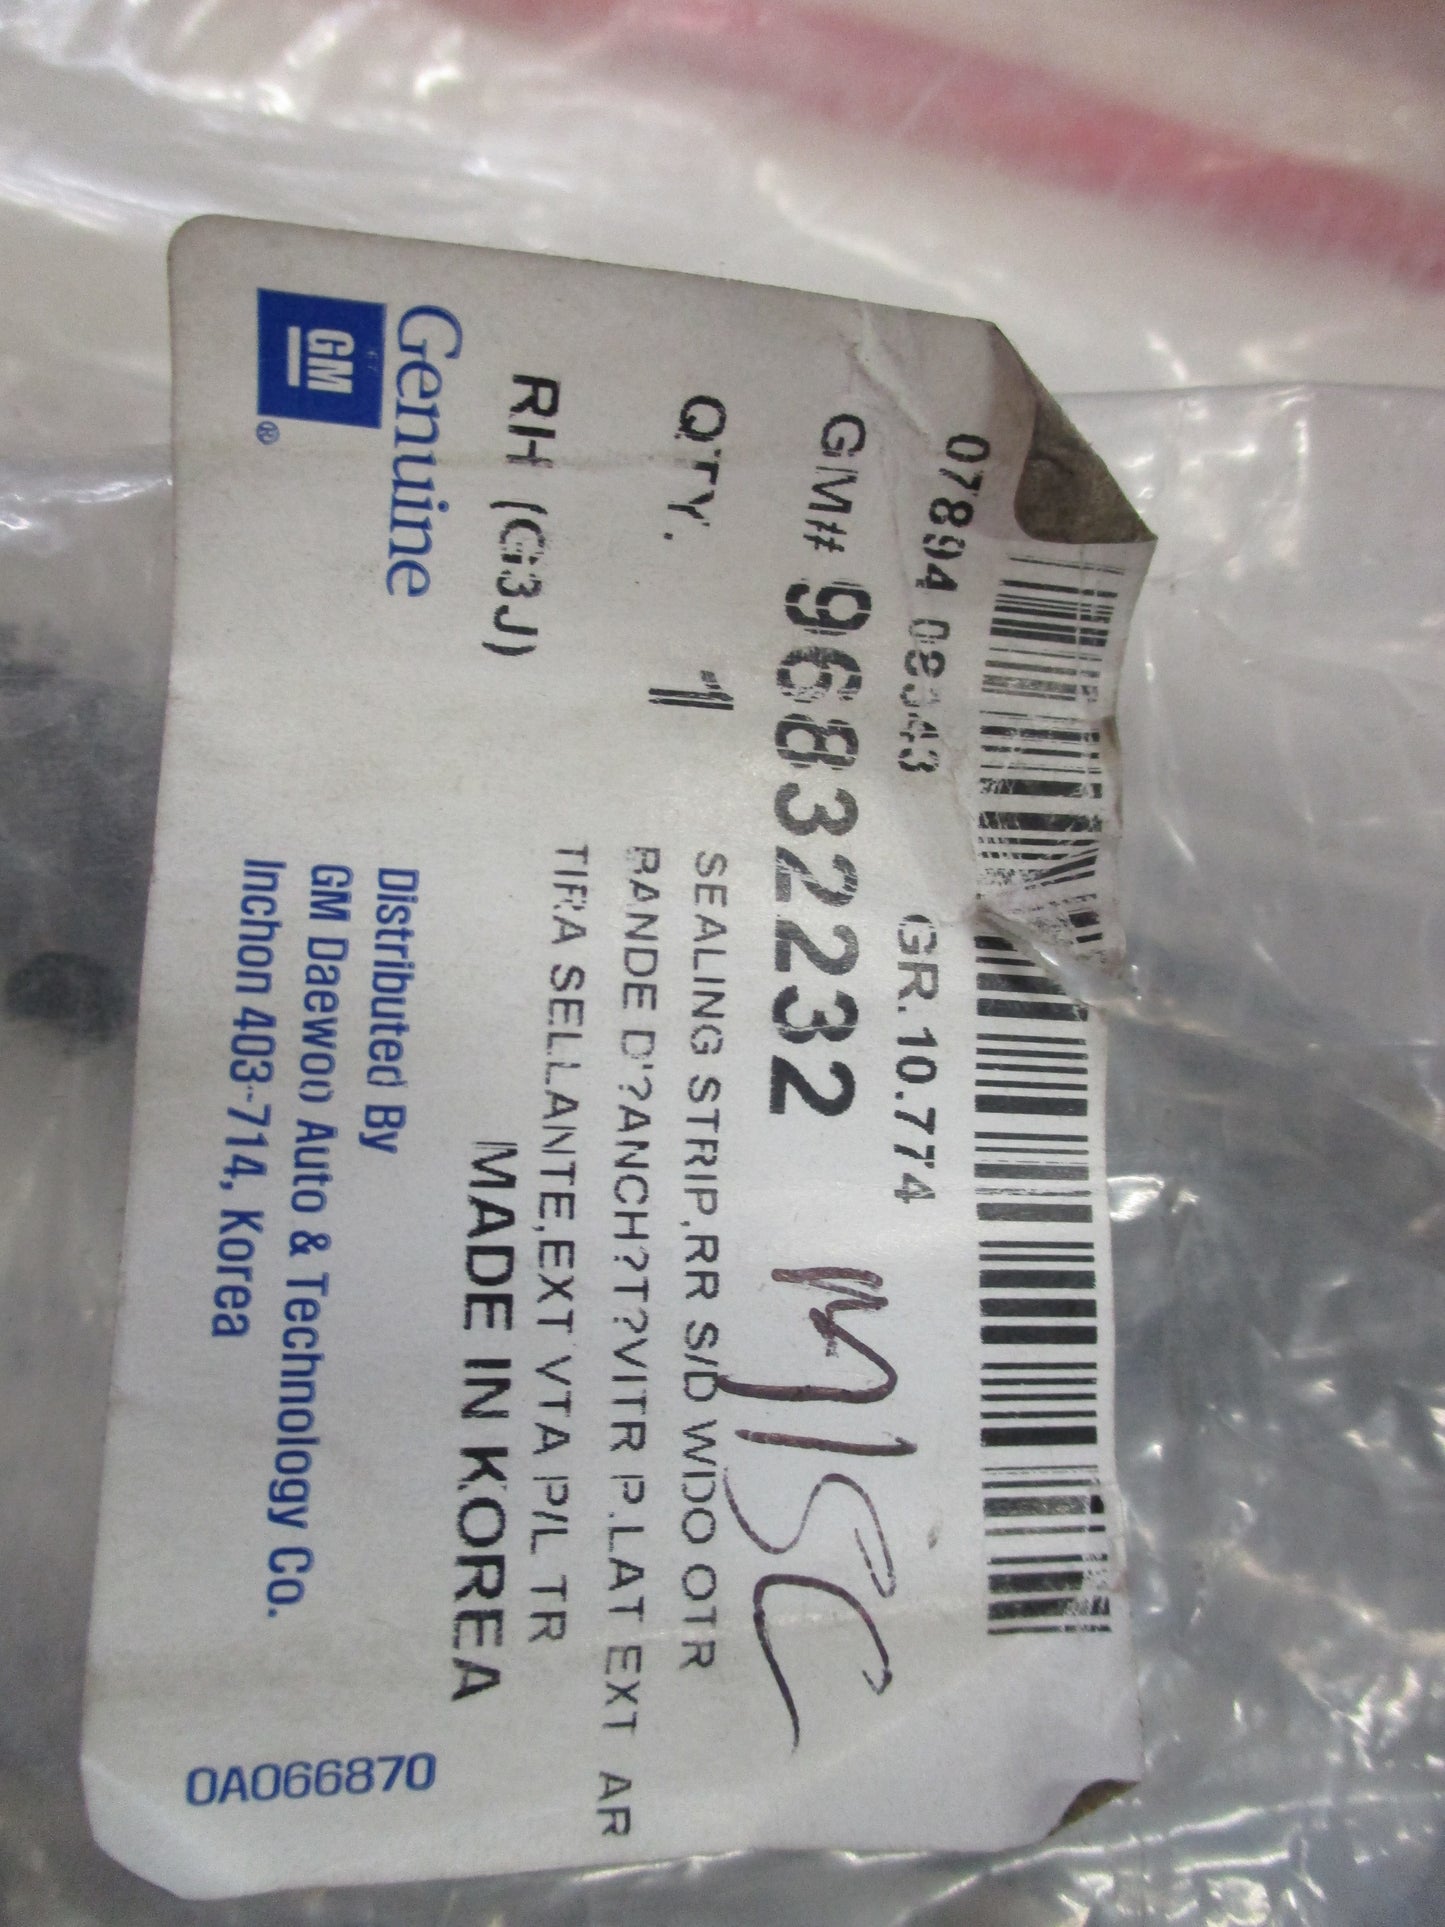 07894 08343 GR. 10.774
GM# 96832232
MISC
QTY. 1
SEALING STRIP,RR S/D WDO OTR
BANDE D'?ANCH?T?VITR P.LAT EXT AR
TIRA SELLANTE,EXT VTA P/L TR
RH (G3J)
MADE IN KOREA
Genuine
GM®
Distributed By
GM Daewoo Auto & Technology Co.
Inchon 403-714, Korea
0A066870